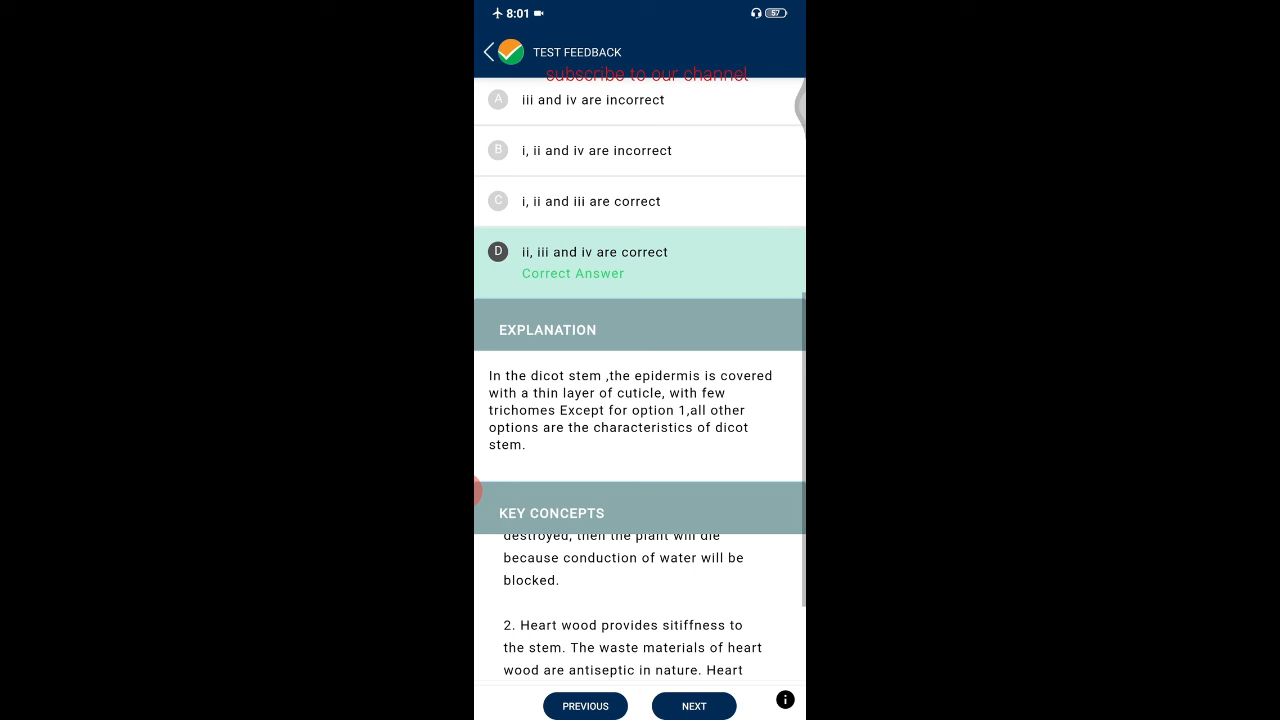 8:01
57
TEST FEEDBACK
subscribe to our channel
A iii and iv are incorrect
B i, ii and iv are incorrect
C i, ii and iii are correct
D ii, iii and iv are correct
Correct Answer
EXPLANATION
In the dicot stem ,the epidermis is covered
with a thin layer of cuticle, with few
trichomes Except for option 1,all other
options are the characteristics of dicot
stem.
KEY CONCEPTS
destroyed, then the plant will die
because conduction of water will be
blocked.
2. Heart wood provides sitiffness to
the stem. The waste materials of heart
wood are antiseptic in nature. Heart
PREVIOUS
NEXT
i